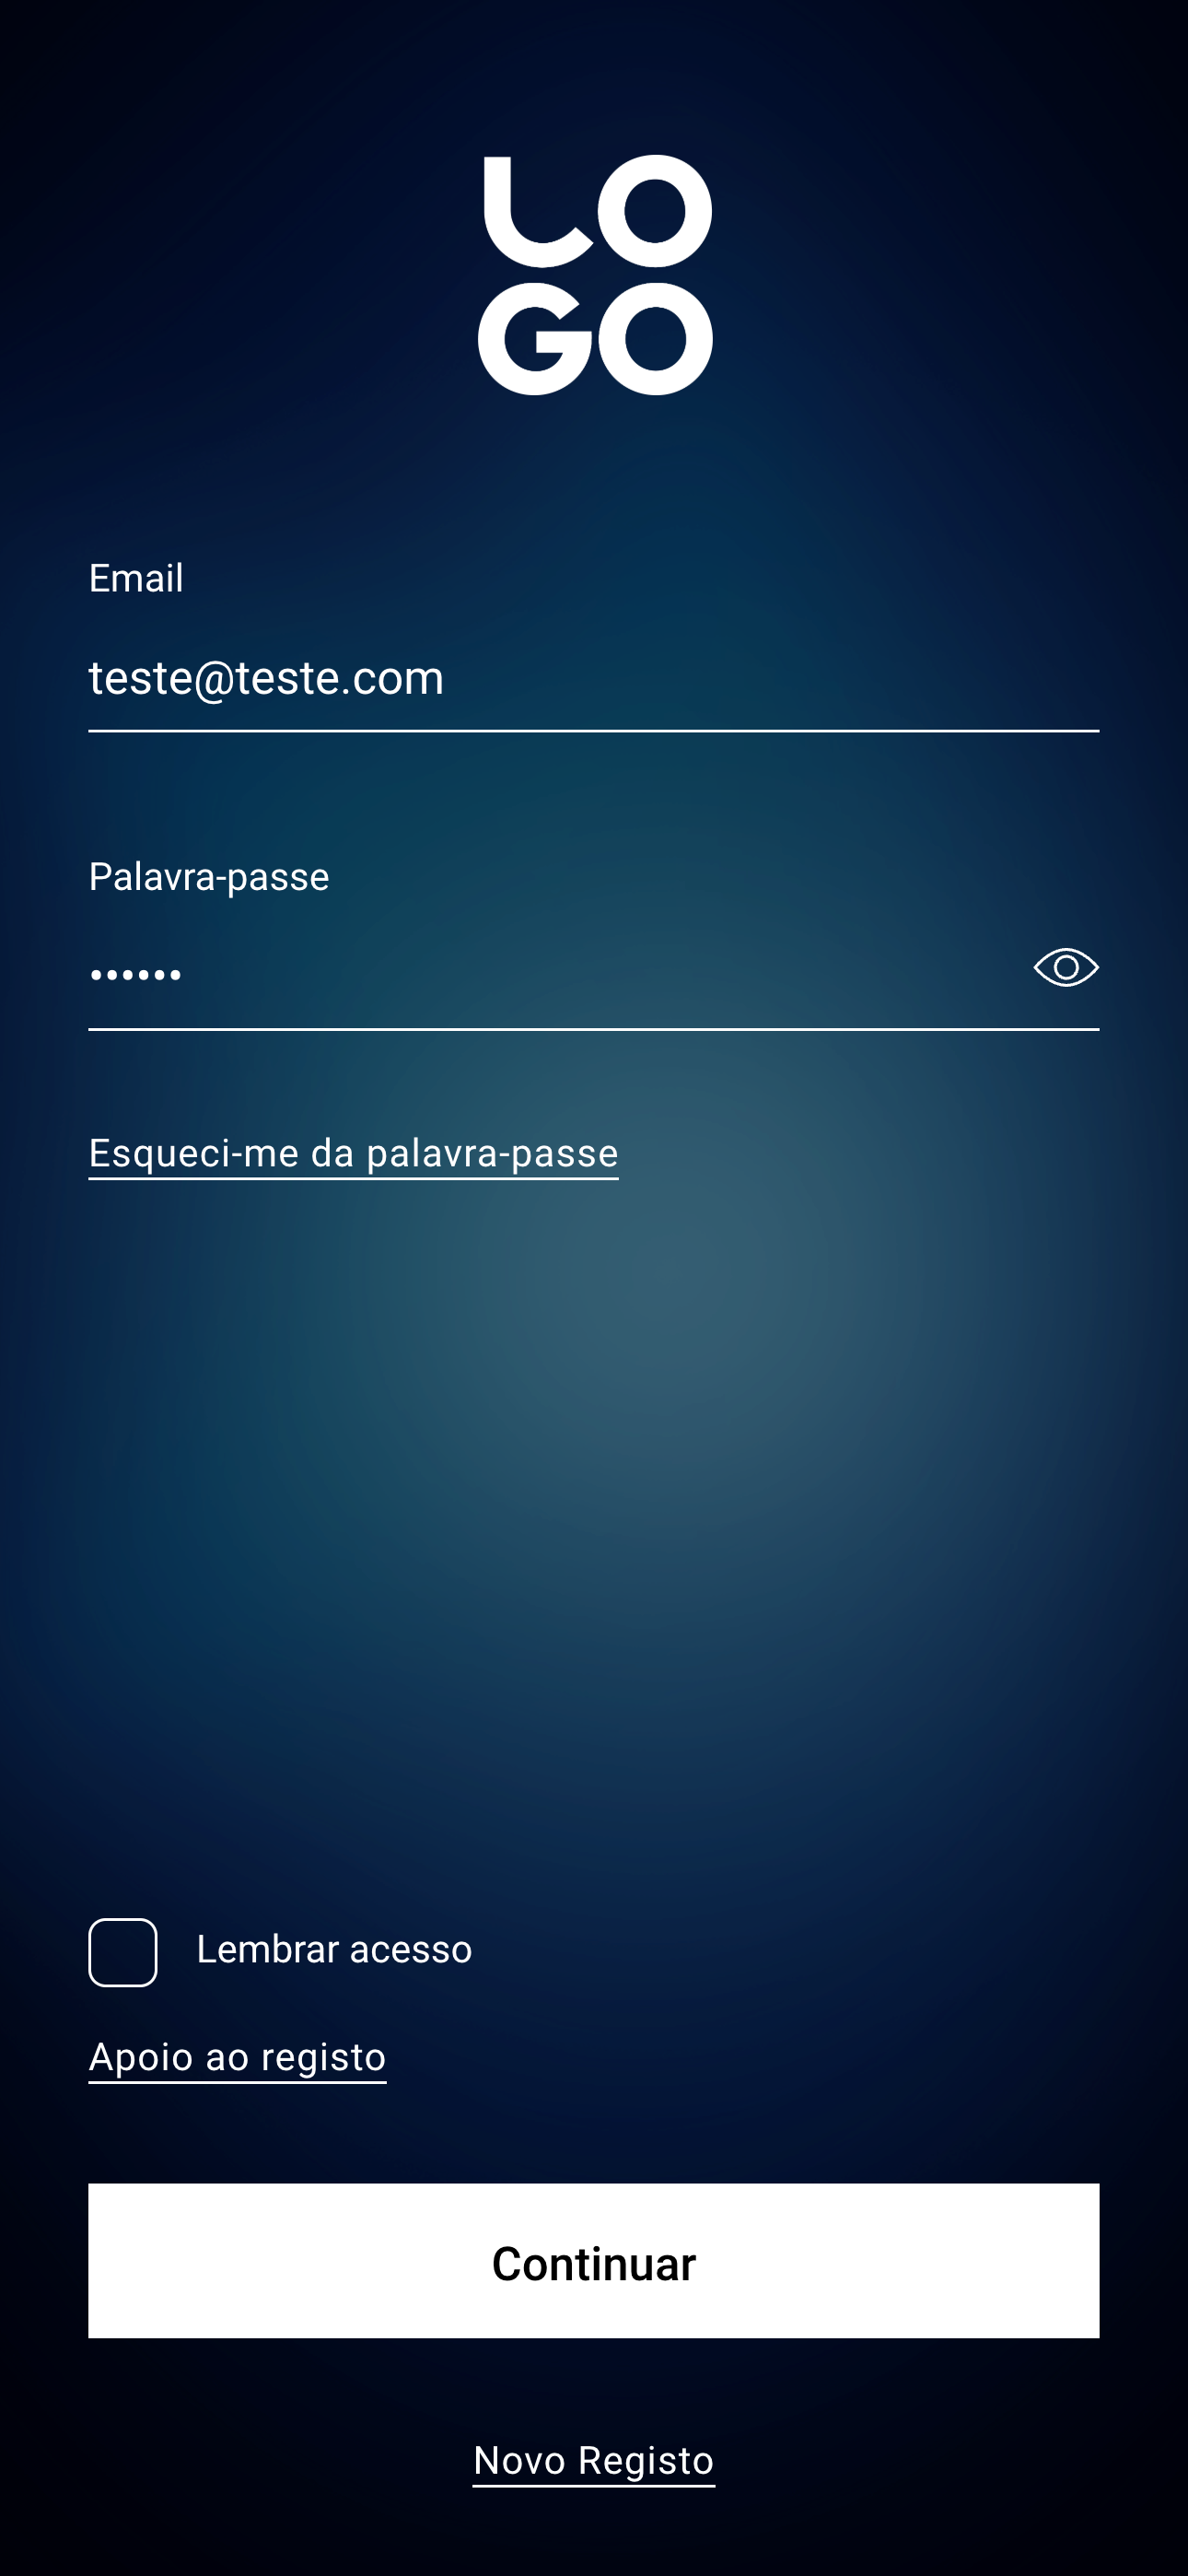 LO
GO
Email
teste@teste.com
Palavra-passe
••••••
Esqueci-me da palavra-passe
Lembrar acesso
Apoio ao registo
Continuar
Novo Registo